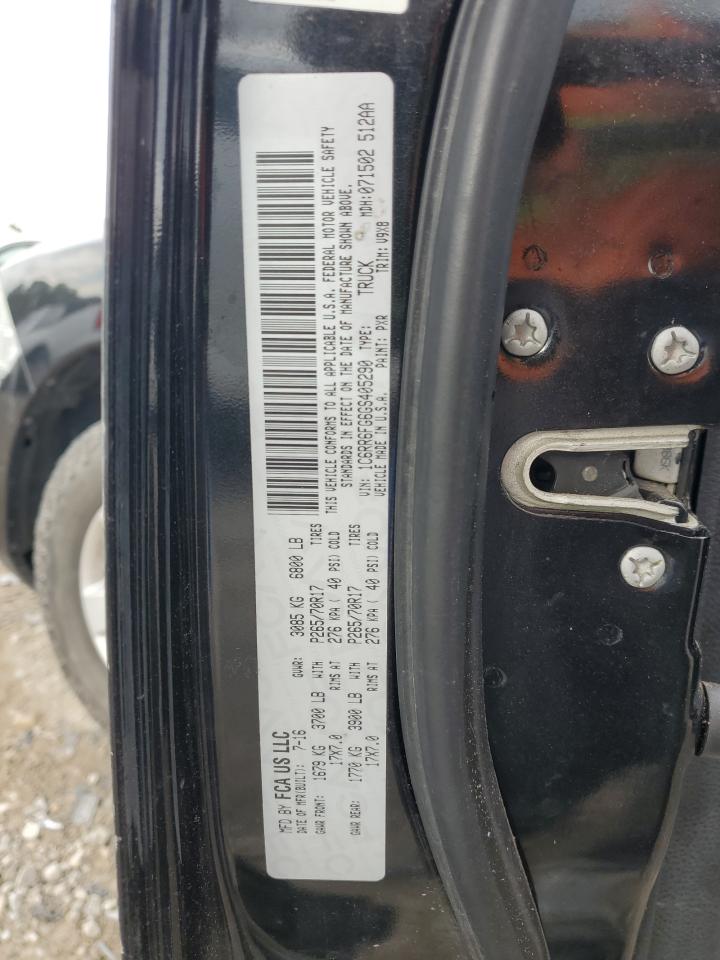 MFD BY FCA US LLC
DATE OF MFR(BUILT): 7-16 GVWR: 3085 KG 6800 LB
GAWR FRONT: 1679 KG 3700 LB WITH P265/70R17 TIRES
17X7.0 RIMS AT 276 KPA ( 40 PSI) COLD
GAWR REAR: 1770 KG 3900 LB WITH P265/70R17 TIRES
17X7.0 RIMS AT 276 KPA ( 40 PSI) COLD
THIS VEHICLE CONFORMS TO ALL APPLICABLE U.S.A. FEDERAL MOTOR VEHICLE SAFETY
STANDARDS IN EFFECT ON THE DATE OF MANUFACTURE SHOWN ABOVE.
VIN: 1C6RR6FG6GS405290 TYPE: TRUCK MDH:071502 512AA
VEHICLE MADE IN U.S.A. PAINT: PXR TRIM: V9X8